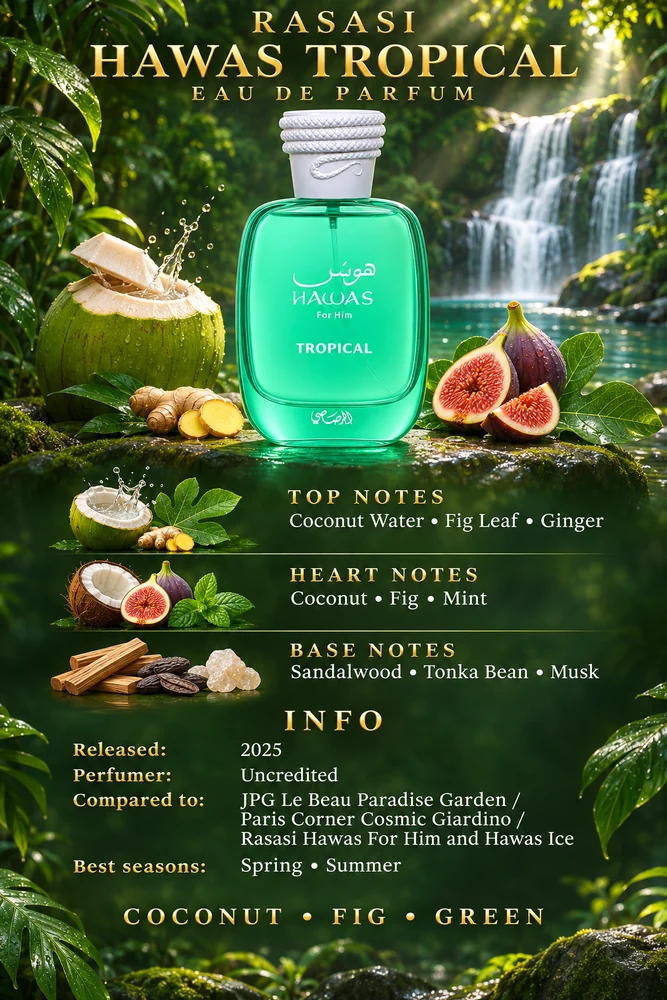 RASASI
HAWAS TROPICAL
EAU DE PARFUM
هوس
HAWAS
For Him
TROPICAL
الرصاصي
TOP NOTES
Coconut Water • Fig Leaf • Ginger
HEART NOTES
Coconut • Fig • Mint
BASE NOTES
Sandalwood • Tonka Bean • Musk
INFO
Released: 2025
Perfumer: Uncredited
Compared to: JPG Le Beau Paradise Garden /
Paris Corner Cosmic Giardino /
Rasasi Hawas For Him and Hawas Ice
Best seasons: Spring • Summer
COCONUT • FIG • GREEN